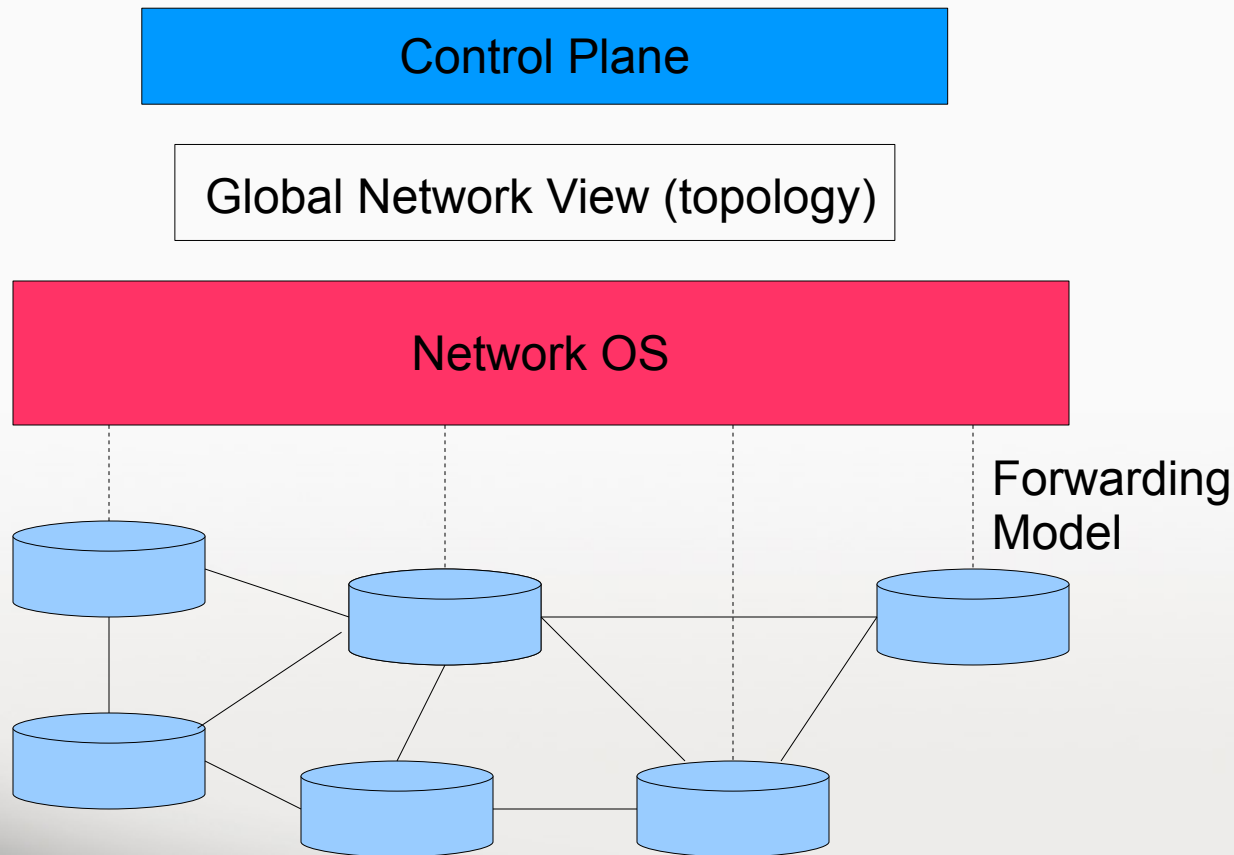 Control Plane
Global Network View (topology)
Network OS
Forwarding
Model